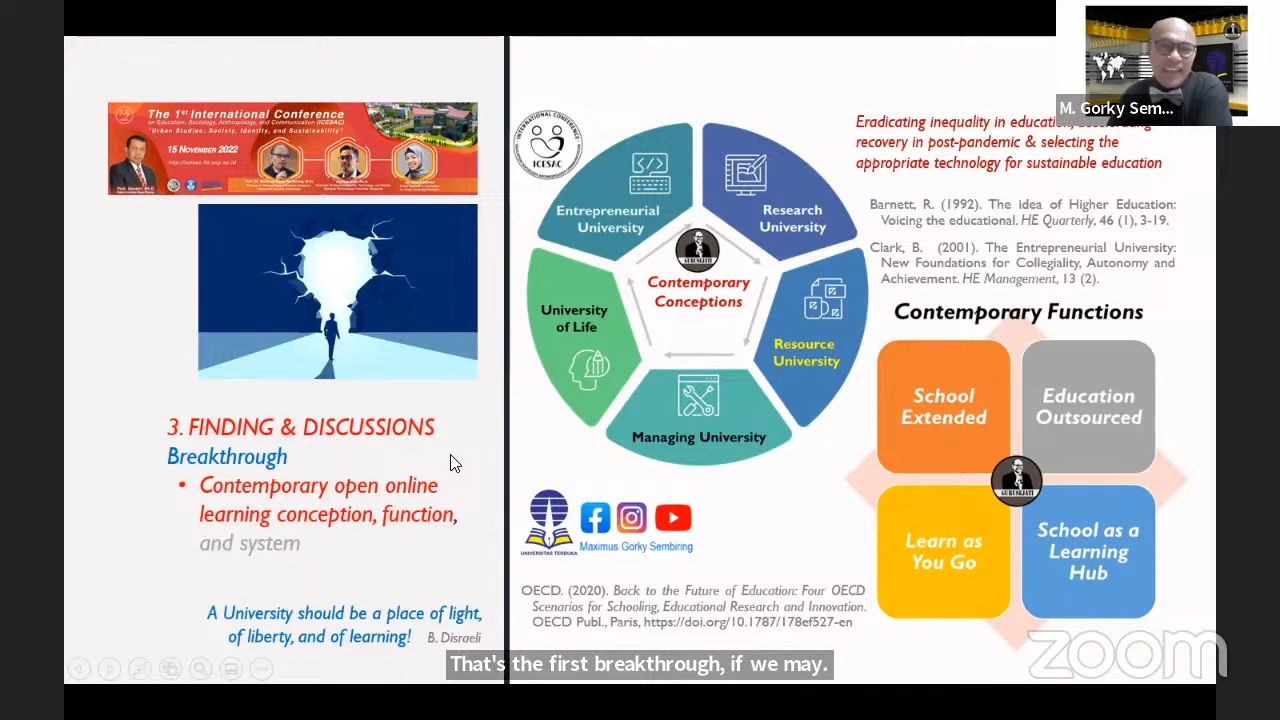 The 1st International Conference
on Education, Sociology, Anthropology, and Communication (ICESAC)
"Urban Studies: Society, Identity, and Sustainability"
15 NOVEMBER 2022
3. FINDING & DISCUSSIONS
Breakthrough
• Contemporary open online
learning conception, function,
and system
A University should be a place of light,
of liberty, and of learning! B. Disraeli
INTERNATIONAL CONFERENCE
ICESAC
Entrepreneurial
University
Research
University
Resource
University
Managing University
University
of Life
GURU SEJATI
Contemporary
Conceptions
UNIVERSITAS TERBUKA
Maximus Gorky Sembiring
OECD. (2020). Back to the Future of Education: Four OECD
Scenarios for Schooling, Educational Research and Innovation.
OECD Publ., Paris, https://doi.org/10.1787/178ef527-en
M. Gorky Sem...
Eradicating inequality in
recovery in post-pandemic & selecting the
appropriate technology for sustainable education
Barnett, R. (1992). The idea of Higher Education:
Voicing the educational. HE Quarterly, 46 (1), 3-19.
Clark, B. (2001). The Entrepreneurial University:
New Foundations for Collegiality, Autonomy and
Achievement. HE Management, 13 (2).
Contemporary Functions
School
Extended
Education
Outsourced
GURU SEJATI
Learn as
You Go
School as a
Learning
Hub
zoom
That's the first breakthrough, if we may.